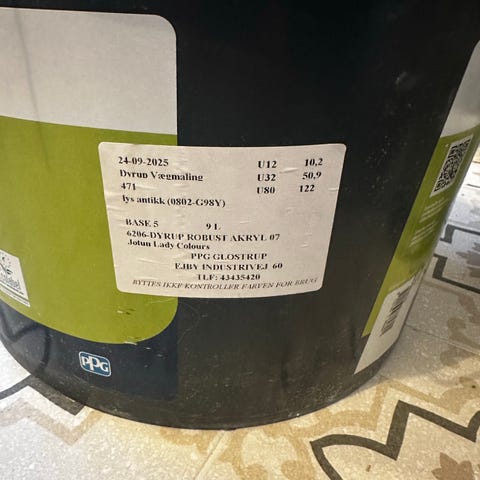 24-09-2025 U12 10,2
Dyrup Vægmaling U32 50,9
471 U80 122
lys antikk (0802-G98Y)
BASE 5 9 L
6206-DYRUP ROBUST AKRYL 07
Jotun Lady Colours
PPG GLOSTRUP
EJBY INDUSTRIVEJ 60
TLF: 43435420
BYTTES IKKE KONTROLLER FARVEN FOR BRUG
PPG